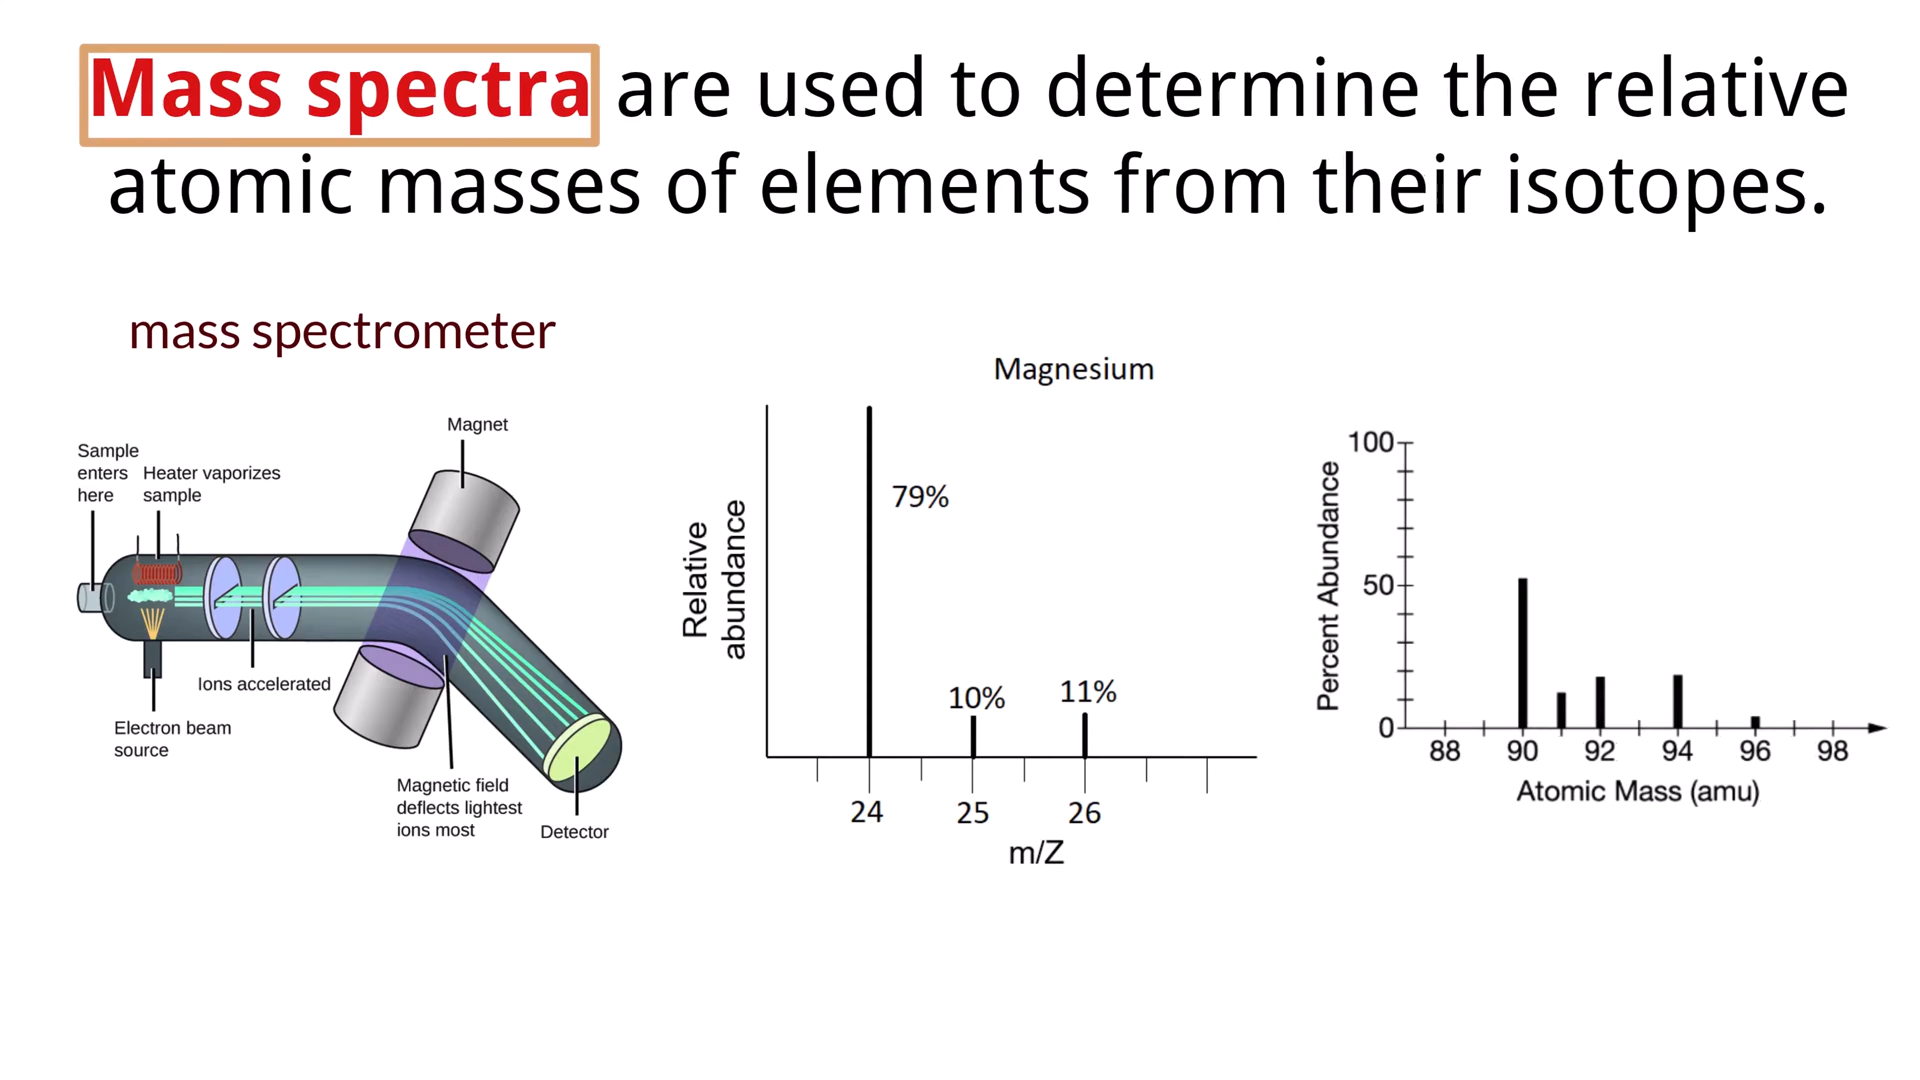 Mass spectra are used to determine the relative
atomic masses of elements from their isotopes.
mass spectrometer
Sample
enters
here
Heater vaporizes
sample
Magnet
Ions accelerated
Electron beam
source
Magnetic field
deflects lightest
ions most
Detector
Magnesium
Relative
abundance
79%
10%
11%
24
25
26
m/Z
Percent Abundance
100
50
0
88
90
92
94
96
98
Atomic Mass (amu)